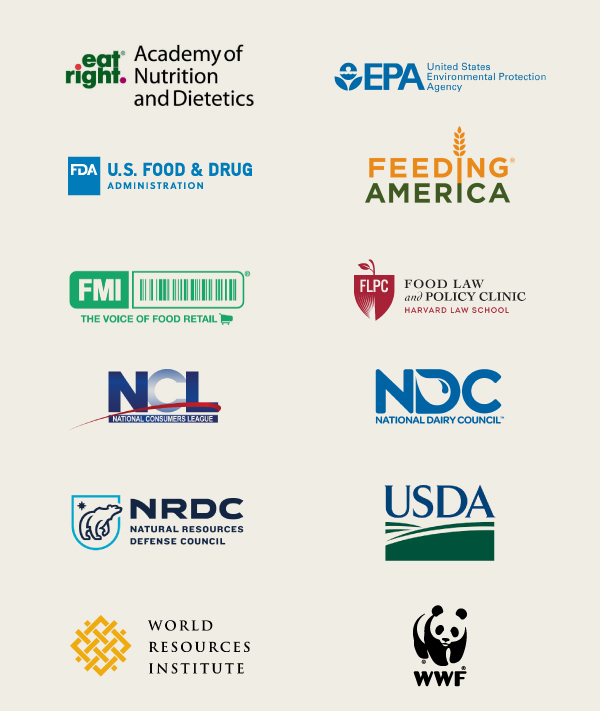 eat®
right.
Academy of
Nutrition
and Dietetics
EPA
United States
Environmental Protection
Agency
FDA
U.S. FOOD & DRUG
ADMINISTRATION
FEEDING®
AMERICA
FMI
®
THE VOICE OF FOOD RETAIL
FLPC
FOOD LAW
and POLICY CLINIC
HARVARD LAW SCHOOL
NCL
NATIONAL CONSUMERS LEAGUE
NDC
NATIONAL DAIRY COUNCIL™
NRDC
NATURAL RESOURCES
DEFENSE COUNCIL
USDA
WORLD
RESOURCES
INSTITUTE
® ®
WWF